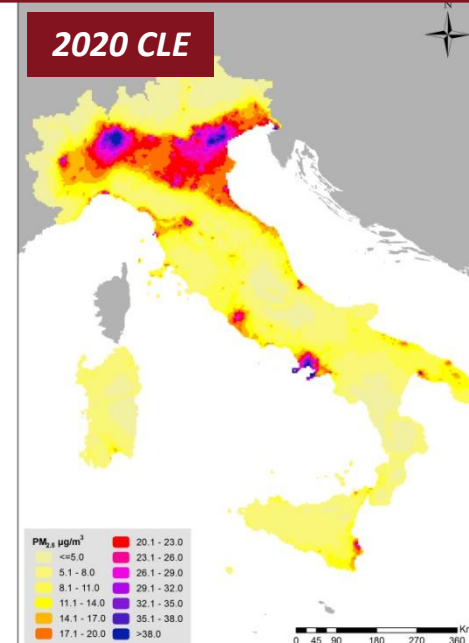 2020 CLE
N
PM2.5 µg/m³
<=5.0
5.1 - 8.0
8.1 - 11.0
11.1 - 14.0
14.1 - 17.0
17.1 - 20.0
20.1 - 23.0
23.1 - 26.0
26.1 - 29.0
29.1 - 32.0
32.1 - 35.0
35.1 - 38.0
>38.0
Km
0 45 90 180 270 360